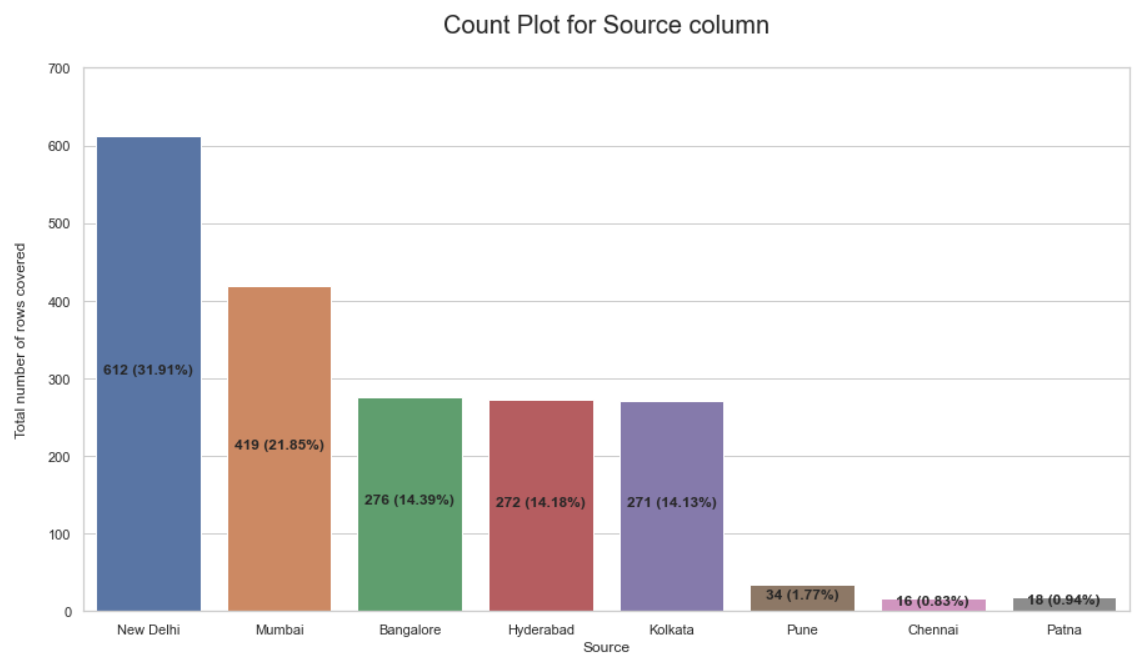 Count Plot for Source column
Total number of rows covered
700
600
500
400
300
200
100
0
612 (31.91%)
419 (21.85%)
276 (14.39%)
272 (14.18%)
271 (14.13%)
34 (1.77%)
16 (0.83%)
18 (0.94%)
New Delhi
Mumbai
Bangalore
Hyderabad
Kolkata
Pune
Chennai
Patna
Source